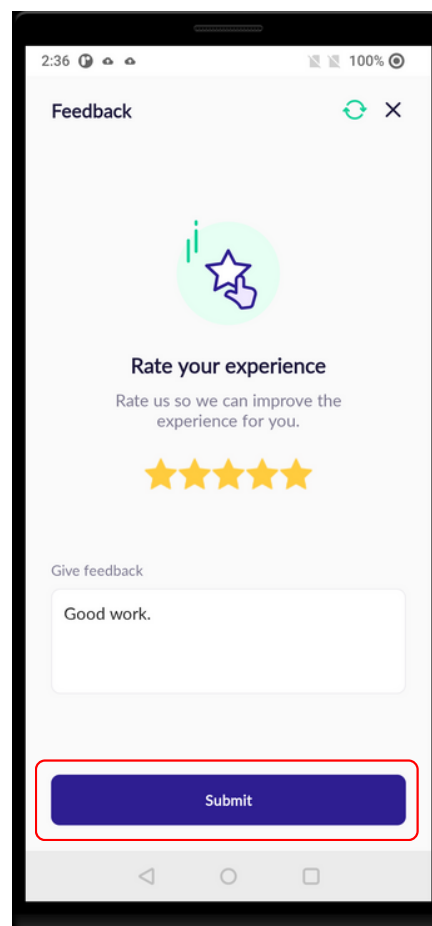 2:36
100%
Feedback
Rate your experience
Rate us so we can improve the
experience for you.
Give feedback
Good work.
Submit